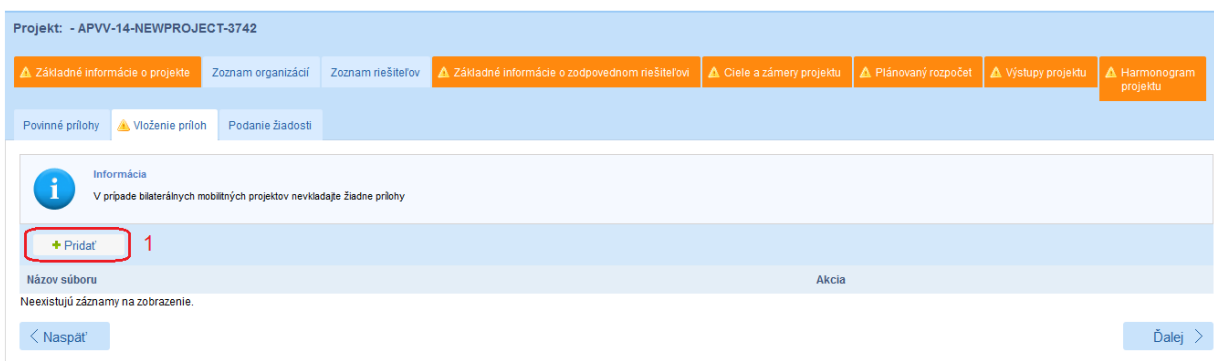 Projekt: - APVV-14-NEWPROJECT-3742
Základné informácie o projekte
Zoznam organizácií
Zoznam riešiteľov
Základné informácie o zodpovednom riešiteľovi
Ciele a zámery projektu
Plánovaný rozpočet
Výstupy projektu
Harmonogram
projektu
Povinné prílohy
Vloženie príloh
Podanie žiadosti
Informácia
V prípade bilaterálnych mobilitných projektov nevkladajte žiadne prílohy
+ Pridať
1
Názov súboru
Akcia
Neexistujú záznamy na zobrazenie.
Naspäť
Ďalej